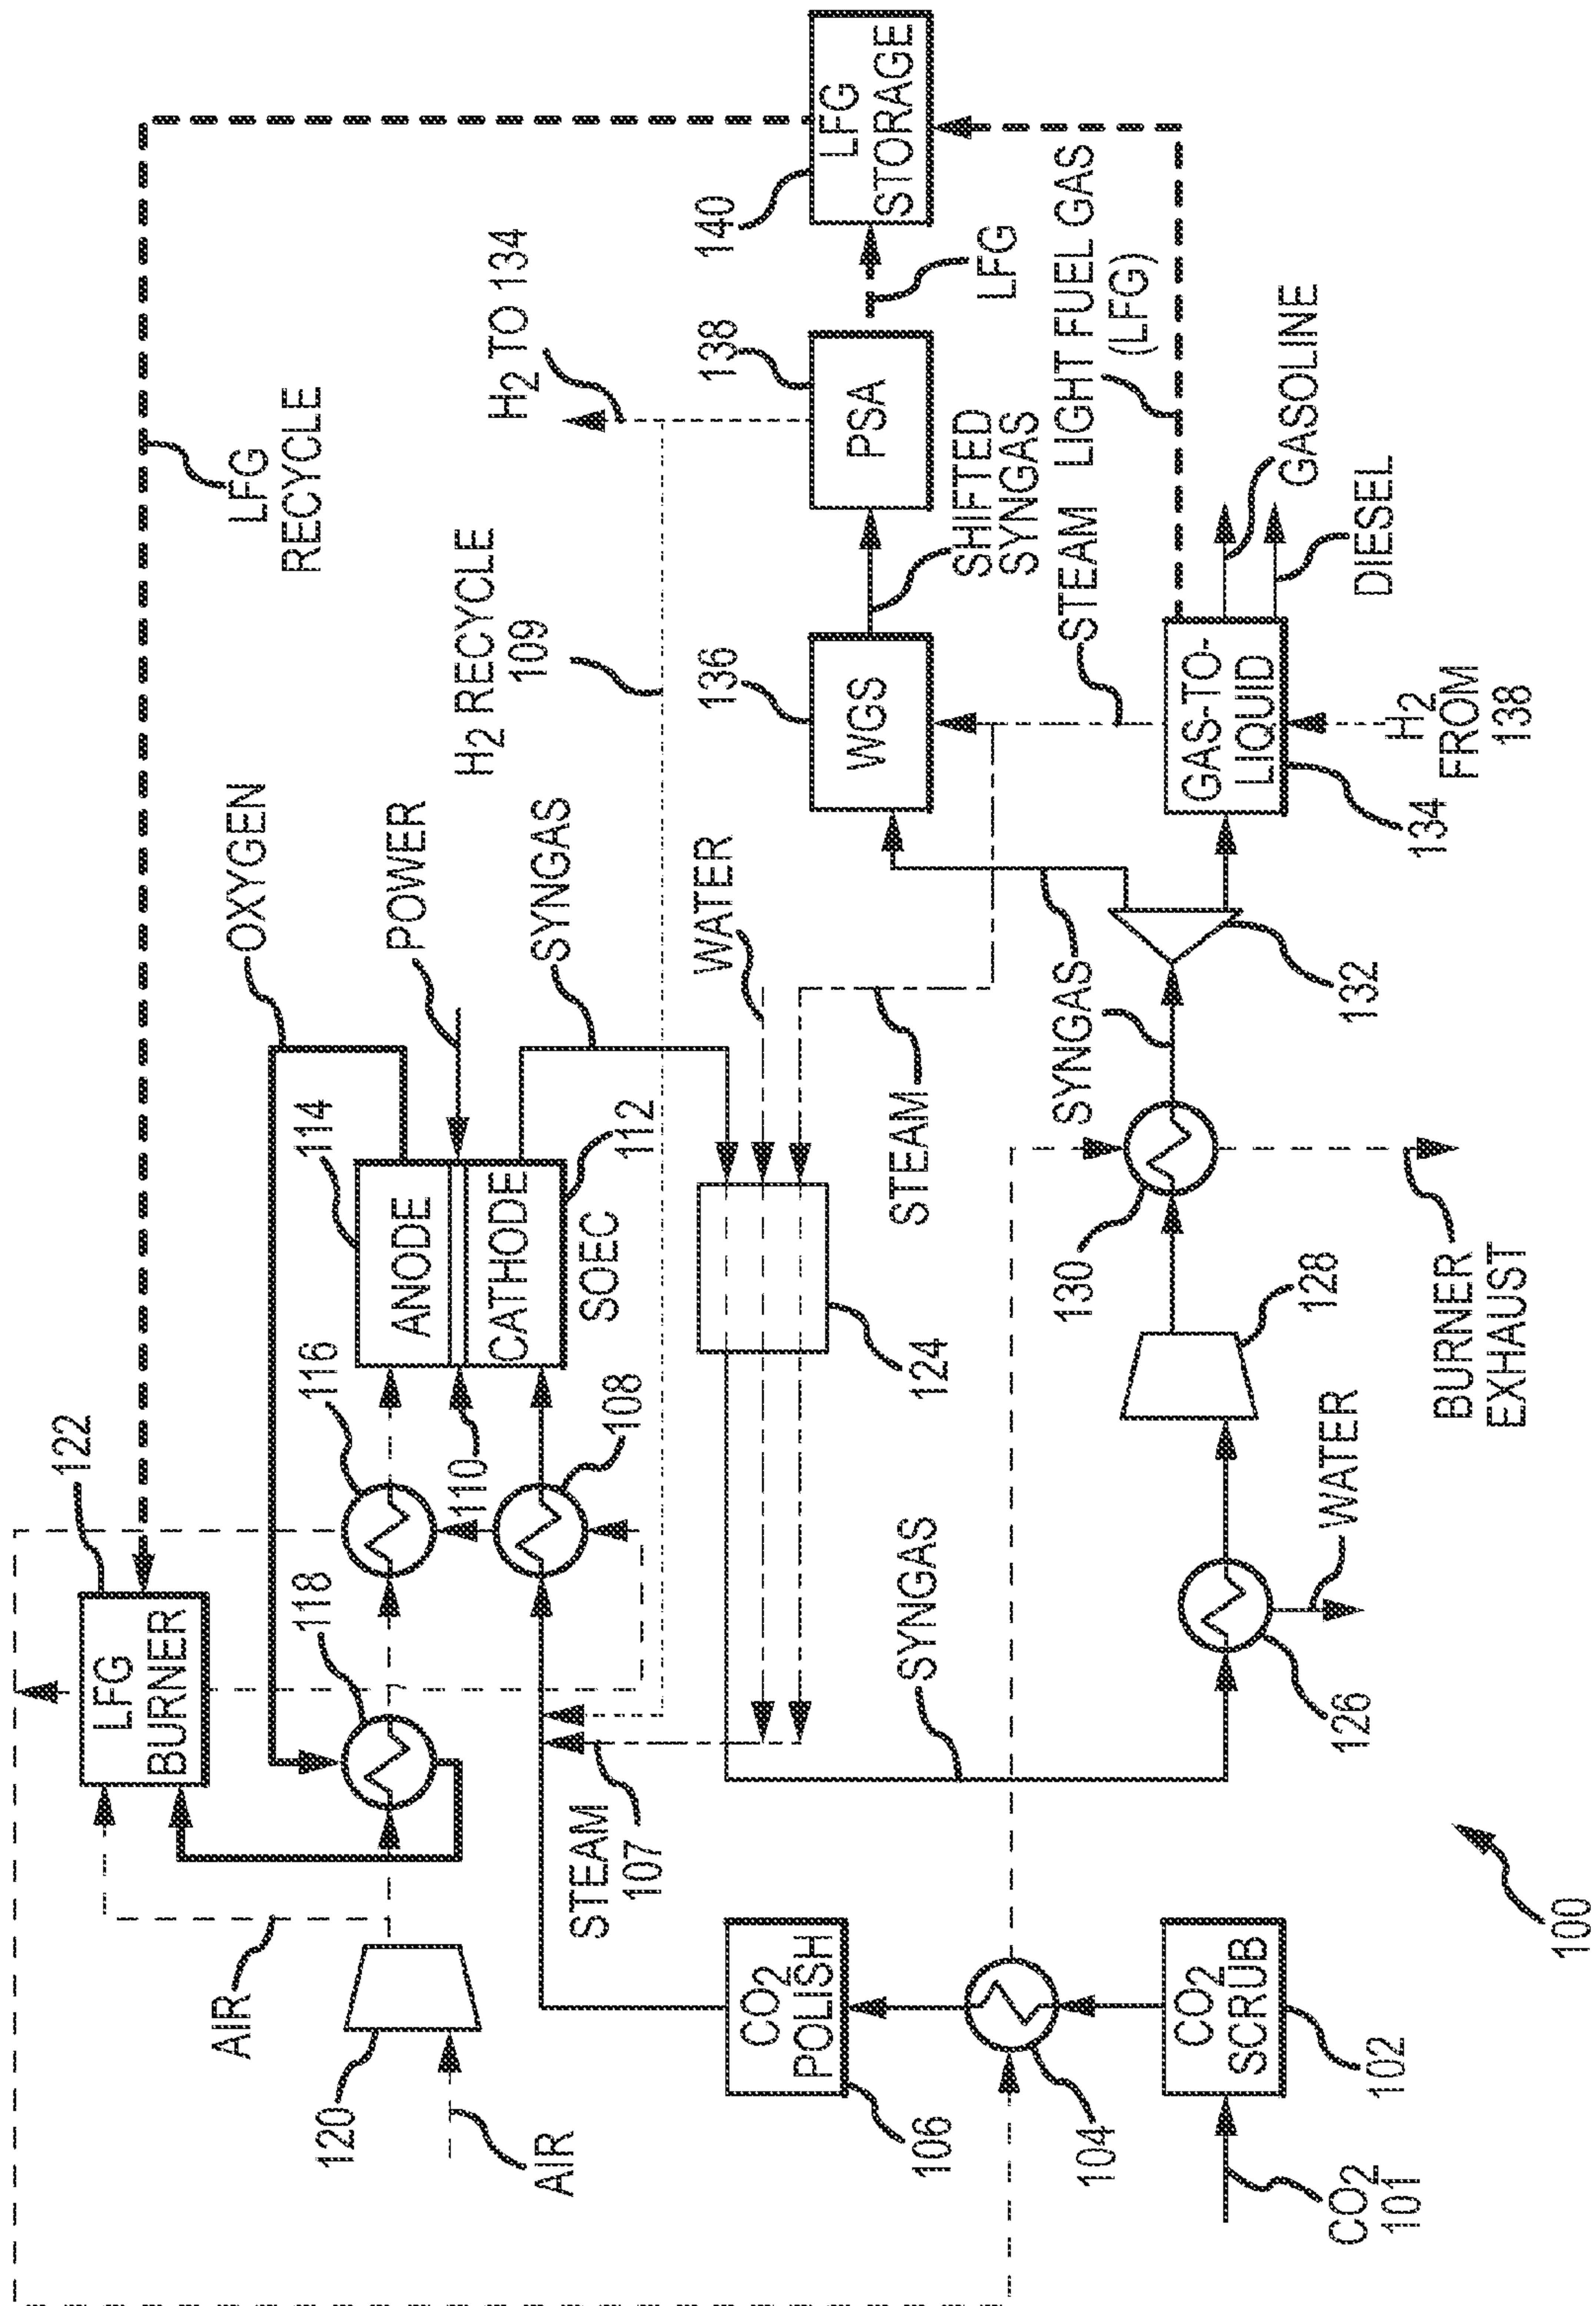 LFG
RECYCLE
122
LFG
BURNER
OXYGEN
AIR
120
AIR
118
116
114
ANODE
CATHODE
SOEC
112
110
108
POWER
SYNGAS
H2 RECYCLE
109
H2 TO 134
STEAM
107
WATER
STEAM
124
CO2
POLISH
106
104
CO2
SCRUB
102
CO2
101
SYNGAS
126
WATER
128
130
BURNER
EXHAUST
SYNGAS
132
136
WGS
138
PSA
140
LFG
STORAGE
LFG
SHIFTED
SYNGAS
STEAM
LIGHT FUEL GAS
(LFG)
GAS-TO-
LIQUID
134
H2
FROM
138
GASOLINE
DIESEL
100